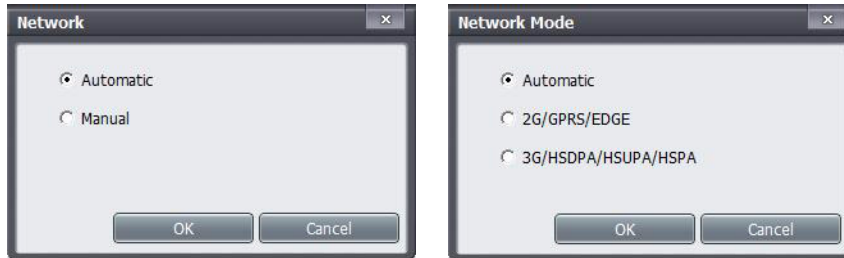 Network
Automatic
Manual
OK Cancel
Network Mode
Automatic
2G/GPRS/EDGE
3G/HSDPA/HSUPA/HSPA
OK Cancel